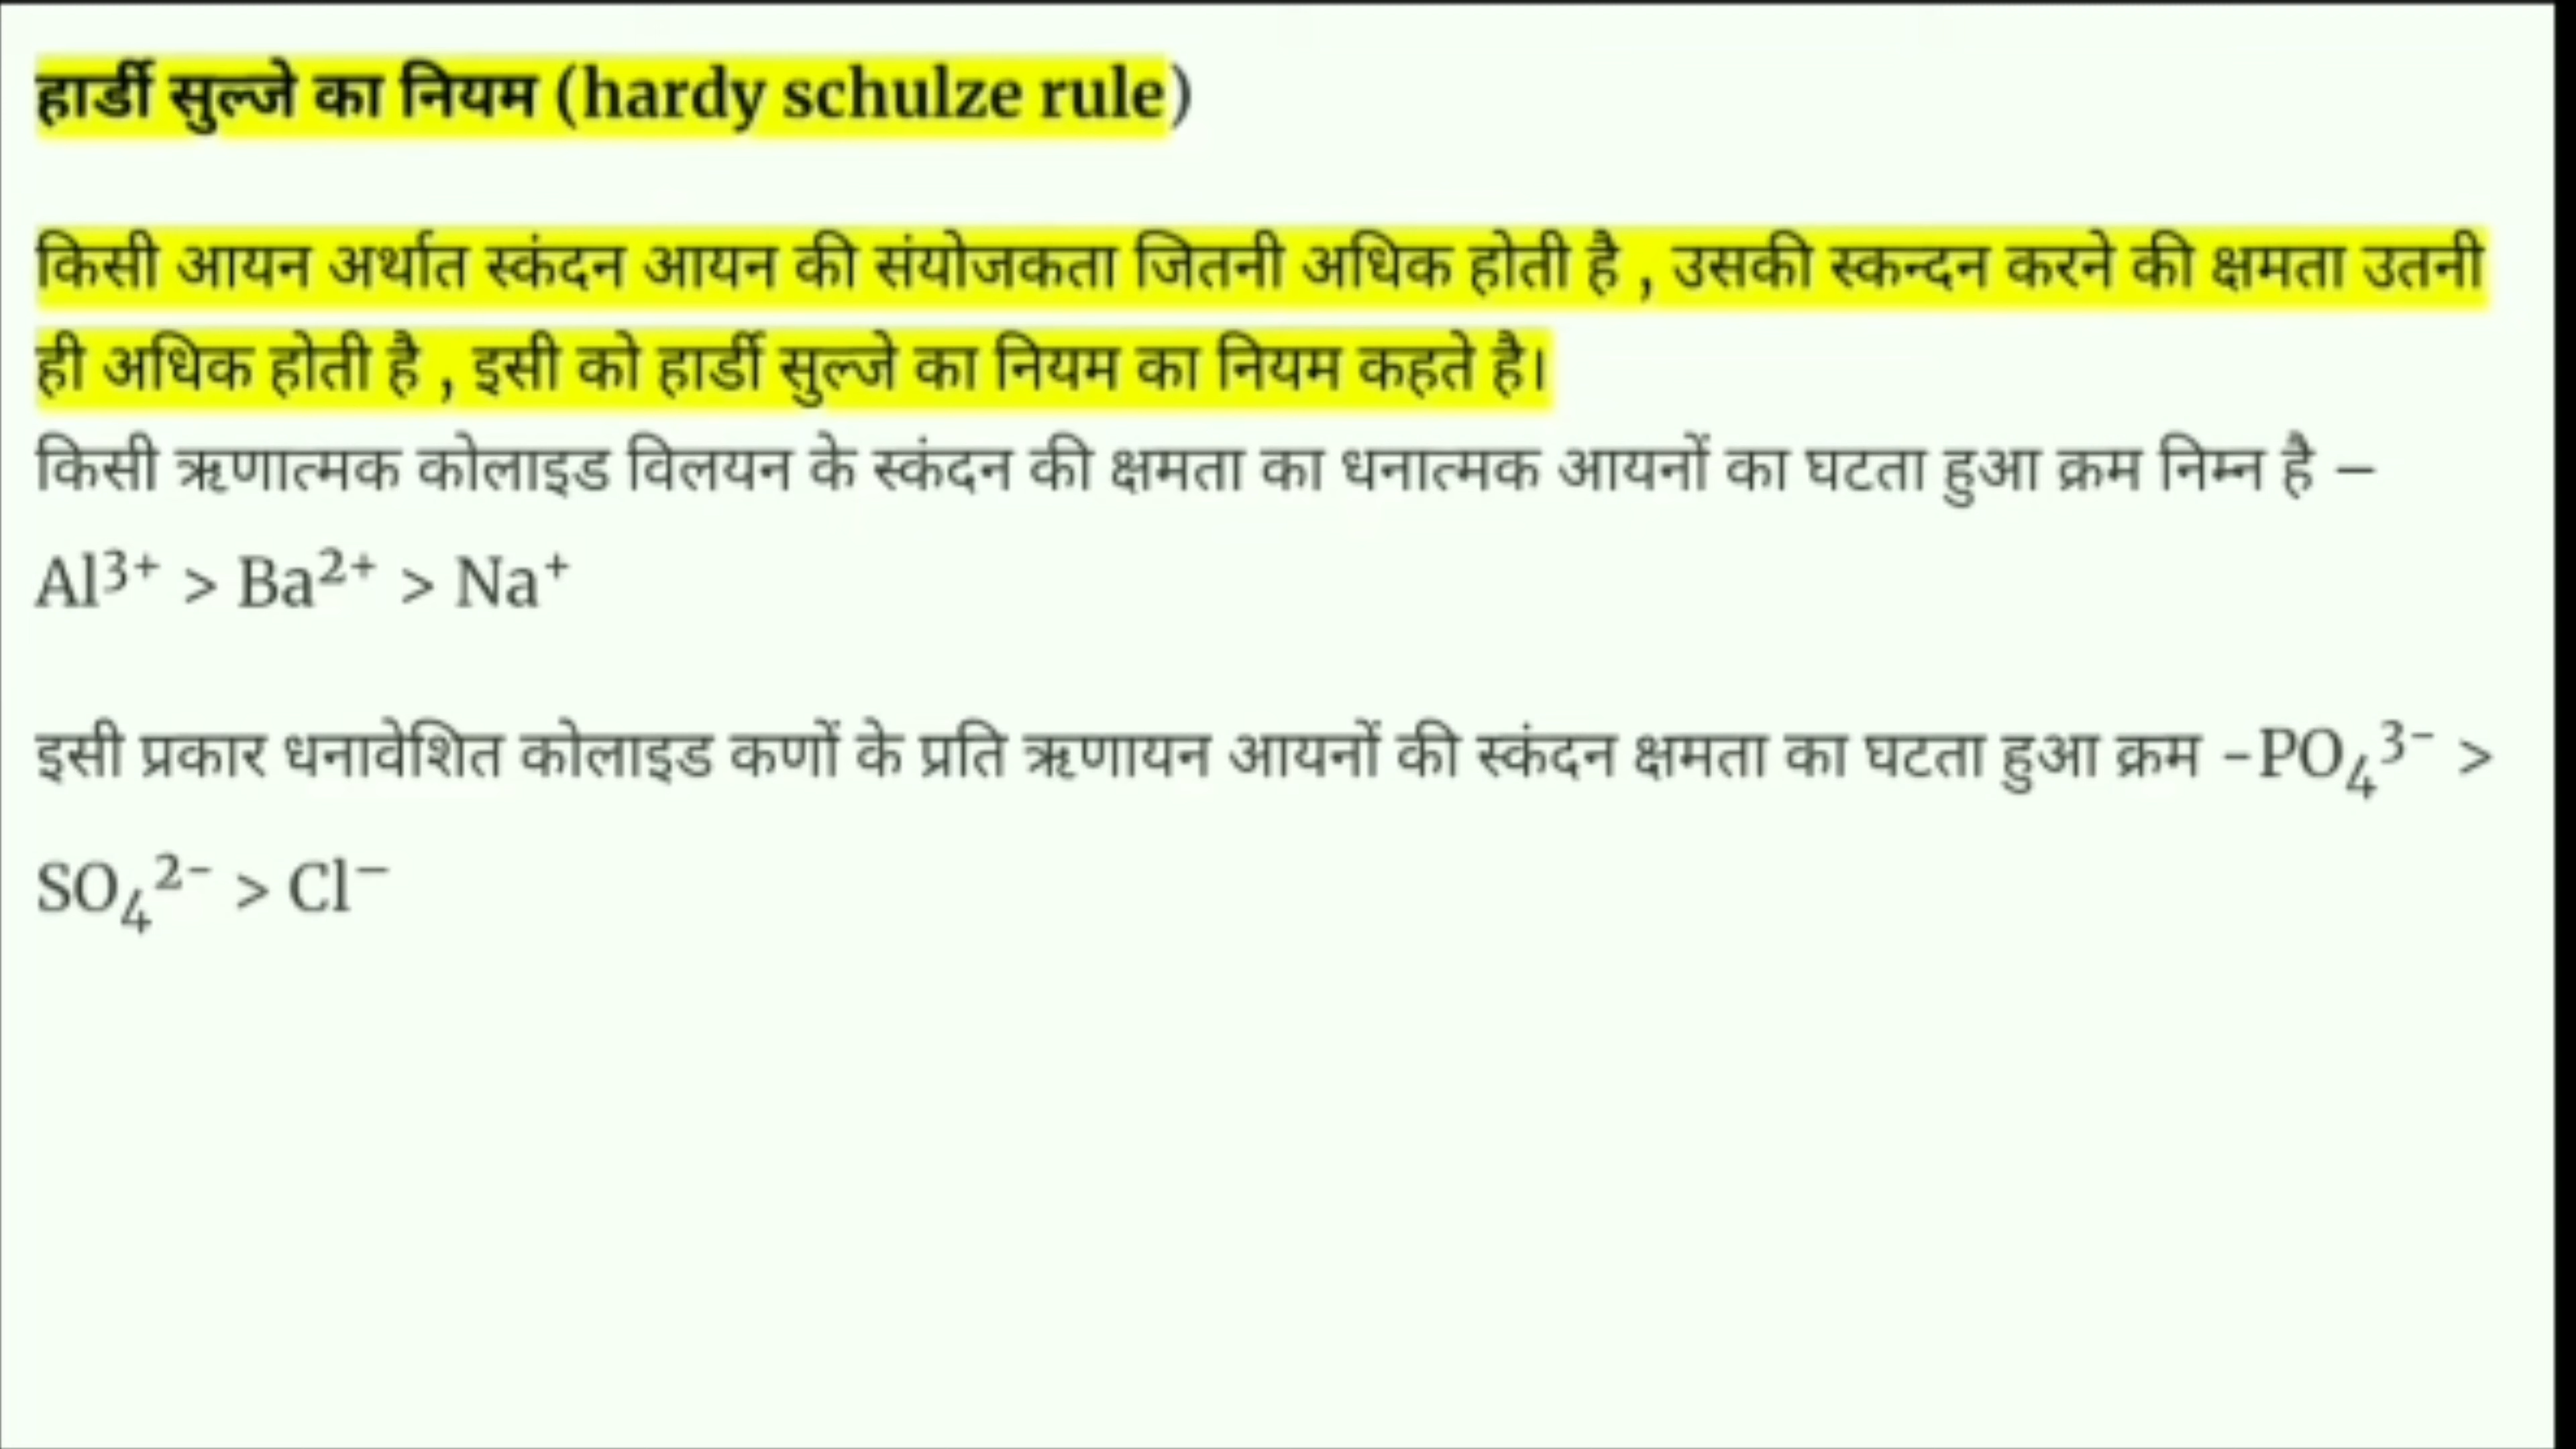 हार्डी सुल्जे का नियम (hardy schulze rule)
किसी आयन अर्थात स्कंदन आयन की संयोजकता जितनी अधिक होती है , उसकी स्कन्दन करने की क्षमता उतनी
ही अधिक होती है , इसी को हार्डी सुल्जे का नियम का नियम कहते है।
किसी ऋणात्मक कोलाइड विलयन के स्कंदन की क्षमता का धनात्मक आयनों का घटता हुआ क्रम निम्न है –
Al³⁺ > Ba²⁺ > Na⁺
इसी प्रकार धनावेशित कोलाइड कणों के प्रति ऋणायन आयनों की स्कंदन क्षमता का घटता हुआ क्रम -PO₄³⁻ >
SO₄²⁻ > Cl⁻